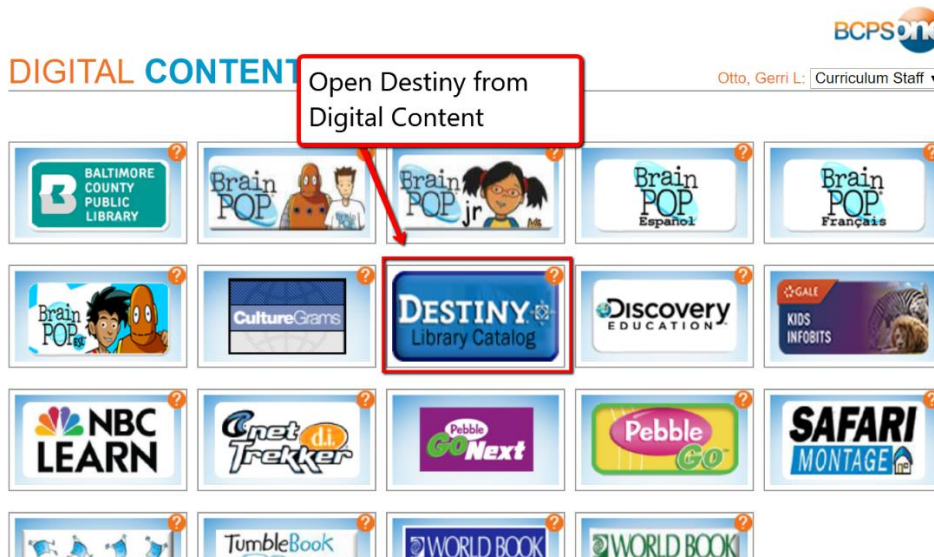 BCPSone
DIGITAL CONTENT
Open Destiny from
Digital Content
Otto, Gerri L: Curriculum Staff
?
?
?
?
?
BALTIMORE
COUNTY
PUBLIC
LIBRARY
Brain
POP
Brain
POP jr
Brain
POP
Español
Brain
POP
Français
?
?
?
?
?
Brain
POP ESL
CultureGrams
DESTINY
Library Catalog
Discovery
EDUCATION
GALE
KIDS
INFOBITS
?
?
?
?
?
NBC
LEARN
net d.i.
Trekker
Pebble
GO Next
Pebble
GO
SAFARI
MONTAGE
?
?
?
?
TumbleBook
WORLD BOOK
WORLD BOOK